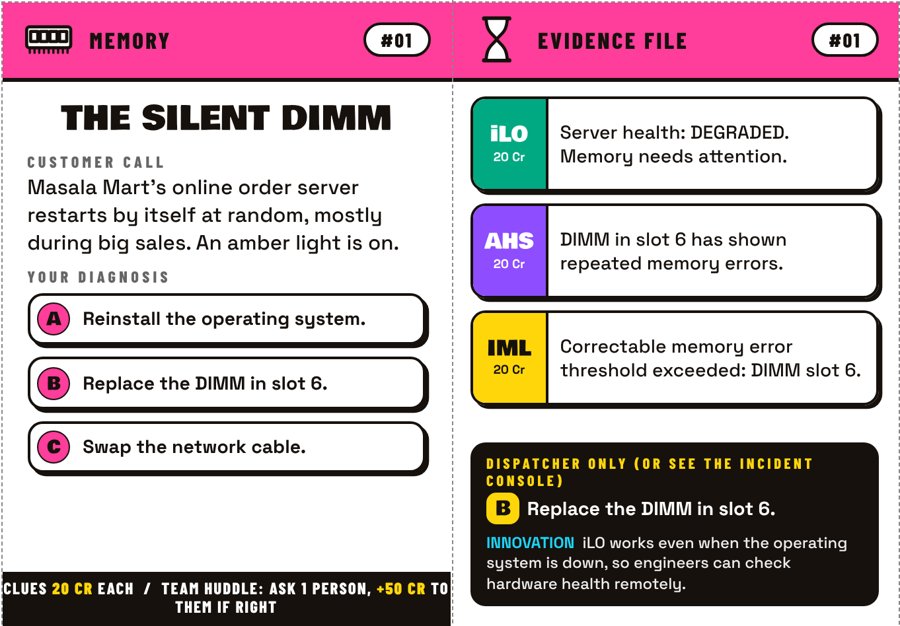 MEMORY
#01
THE SILENT DIMM
CUSTOMER CALL
Masala Mart's online order server
restarts by itself at random, mostly
during big sales. An amber light is on.
YOUR DIAGNOSIS
A Reinstall the operating system.
B Replace the DIMM in slot 6.
C Swap the network cable.
CLUES 20 CR EACH / TEAM HUDDLE: ASK 1 PERSON, +50 CR TO
THEM IF RIGHT
EVIDENCE FILE
#01
iLO
20 Cr
Server health: DEGRADED.
Memory needs attention.
AHS
20 Cr
DIMM in slot 6 has shown
repeated memory errors.
IML
20 Cr
Correctable memory error
threshold exceeded: DIMM slot 6.
DISPATCHER ONLY (OR SEE THE INCIDENT
CONSOLE)
B Replace the DIMM in slot 6.
INNOVATION iLO works even when the operating
system is down, so engineers can check
hardware health remotely.